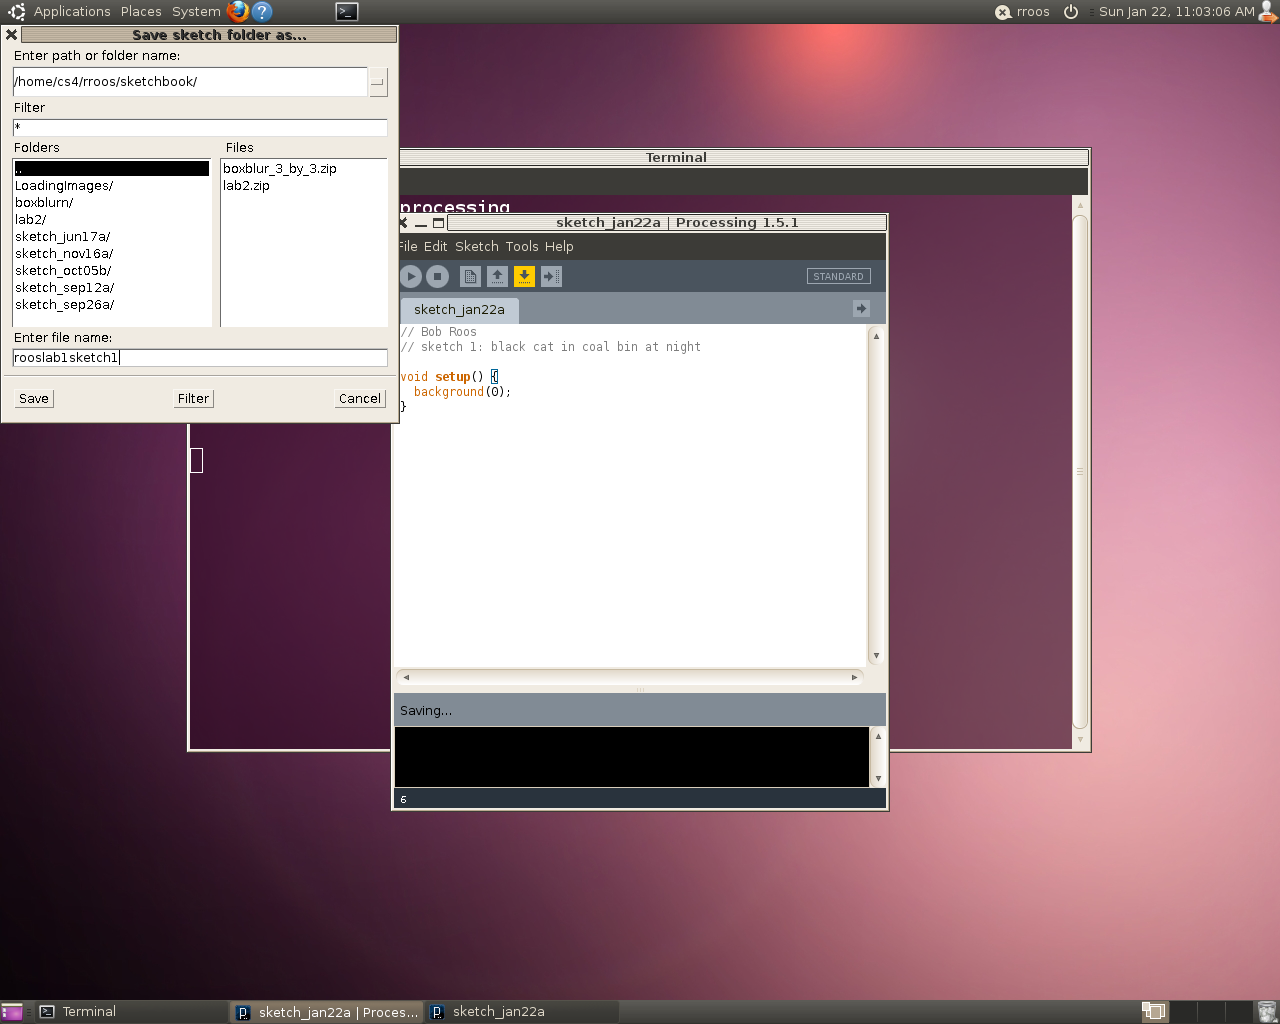 Applications Places System
rroos
Sun Jan 22, 11:03:06 AM
Save sketch folder as...
Enter path or folder name:
/home/cs4/rroos/sketchbook/
Filter
*
Folders
Files
..
LoadingImages/
boxblurn/
lab2/
sketch_jun17a/
sketch_nov16a/
sketch_oct05b/
sketch_sep12a/
sketch_sep26a/
boxblur_3_by_3.zip
lab2.zip
Enter file name:
rooslab1sketch1
Save
Filter
Cancel
Terminal
processing
sketch_jan22a | Processing 1.5.1
File Edit Sketch Tools Help
STANDARD
sketch_jan22a
// Bob Roos
// sketch 1: black cat in coal bin at night
void setup() {
background(0);
}
Saving...
6
Terminal
sketch_jan22a | Proces...
sketch_jan22a